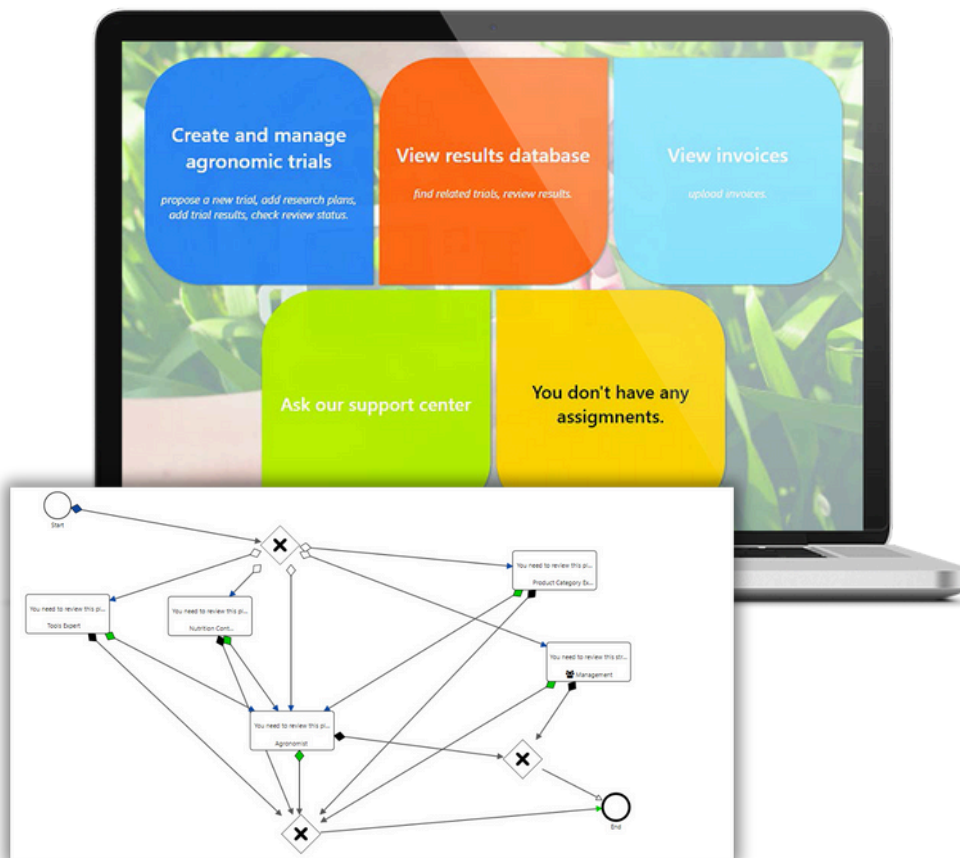 Create and manage
agronomic trials
propose a new trial, add research plans,
add trial results, check review status.
View results database
find related trials, review results.
View invoices
upload invoices.
Ask our support center
You don't have any
assigmnents.
Start
You need to review this pl...
Product Category Ex...
You need to review this pl...
Tools Expert
You need to review this pl...
Nutrition Cont...
You need to review this str...
Management
You need to review this pl...
Agronomist
End